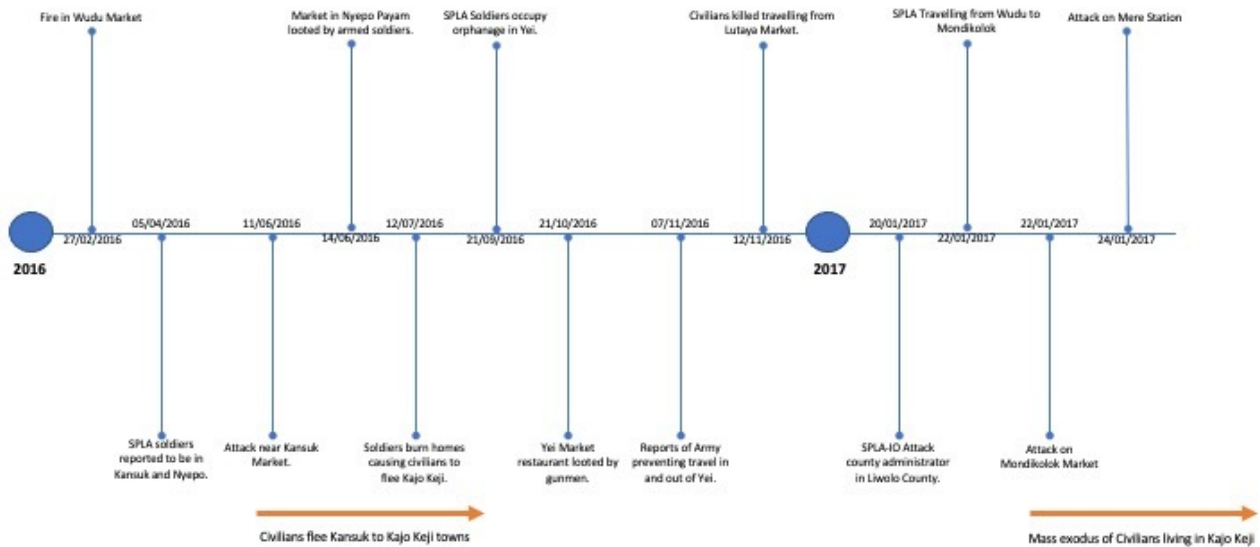 Fire in Wudu Market
Market in Nyepo Payam
looted by armed soldiers.
SPLA Soldiers occupy
orphanage in Yei.
Civilians killed travelling from
Lutaya Market.
SPLA Travelling from Wudu to
Mondikolok
Attack on Mere Station
05/04/2016
11/06/2016
12/07/2016
21/10/2016
07/11/2016
20/01/2017
22/01/2017
27/02/2016
14/06/2016
21/09/2016
12/11/2016
22/01/2017
24/01/2017
2016
2017
SPLA soldiers
reported to be in
Kansuk and Nyepo.
Attack near Kansuk
Market.
Soldiers burn homes
causing civilians to
flee Kajo Keji.
Yei Market
restaurant looted by
gunmen.
Reports of Army
preventing travel in
and out of Yei.
SPLA-IO Attack
county administrator
in Liwolo County.
Attack on
Mondikolok Market
Civilians flee Kansuk to Kajo Keji towns
Mass exodus of Civilians living in Kajo Keji